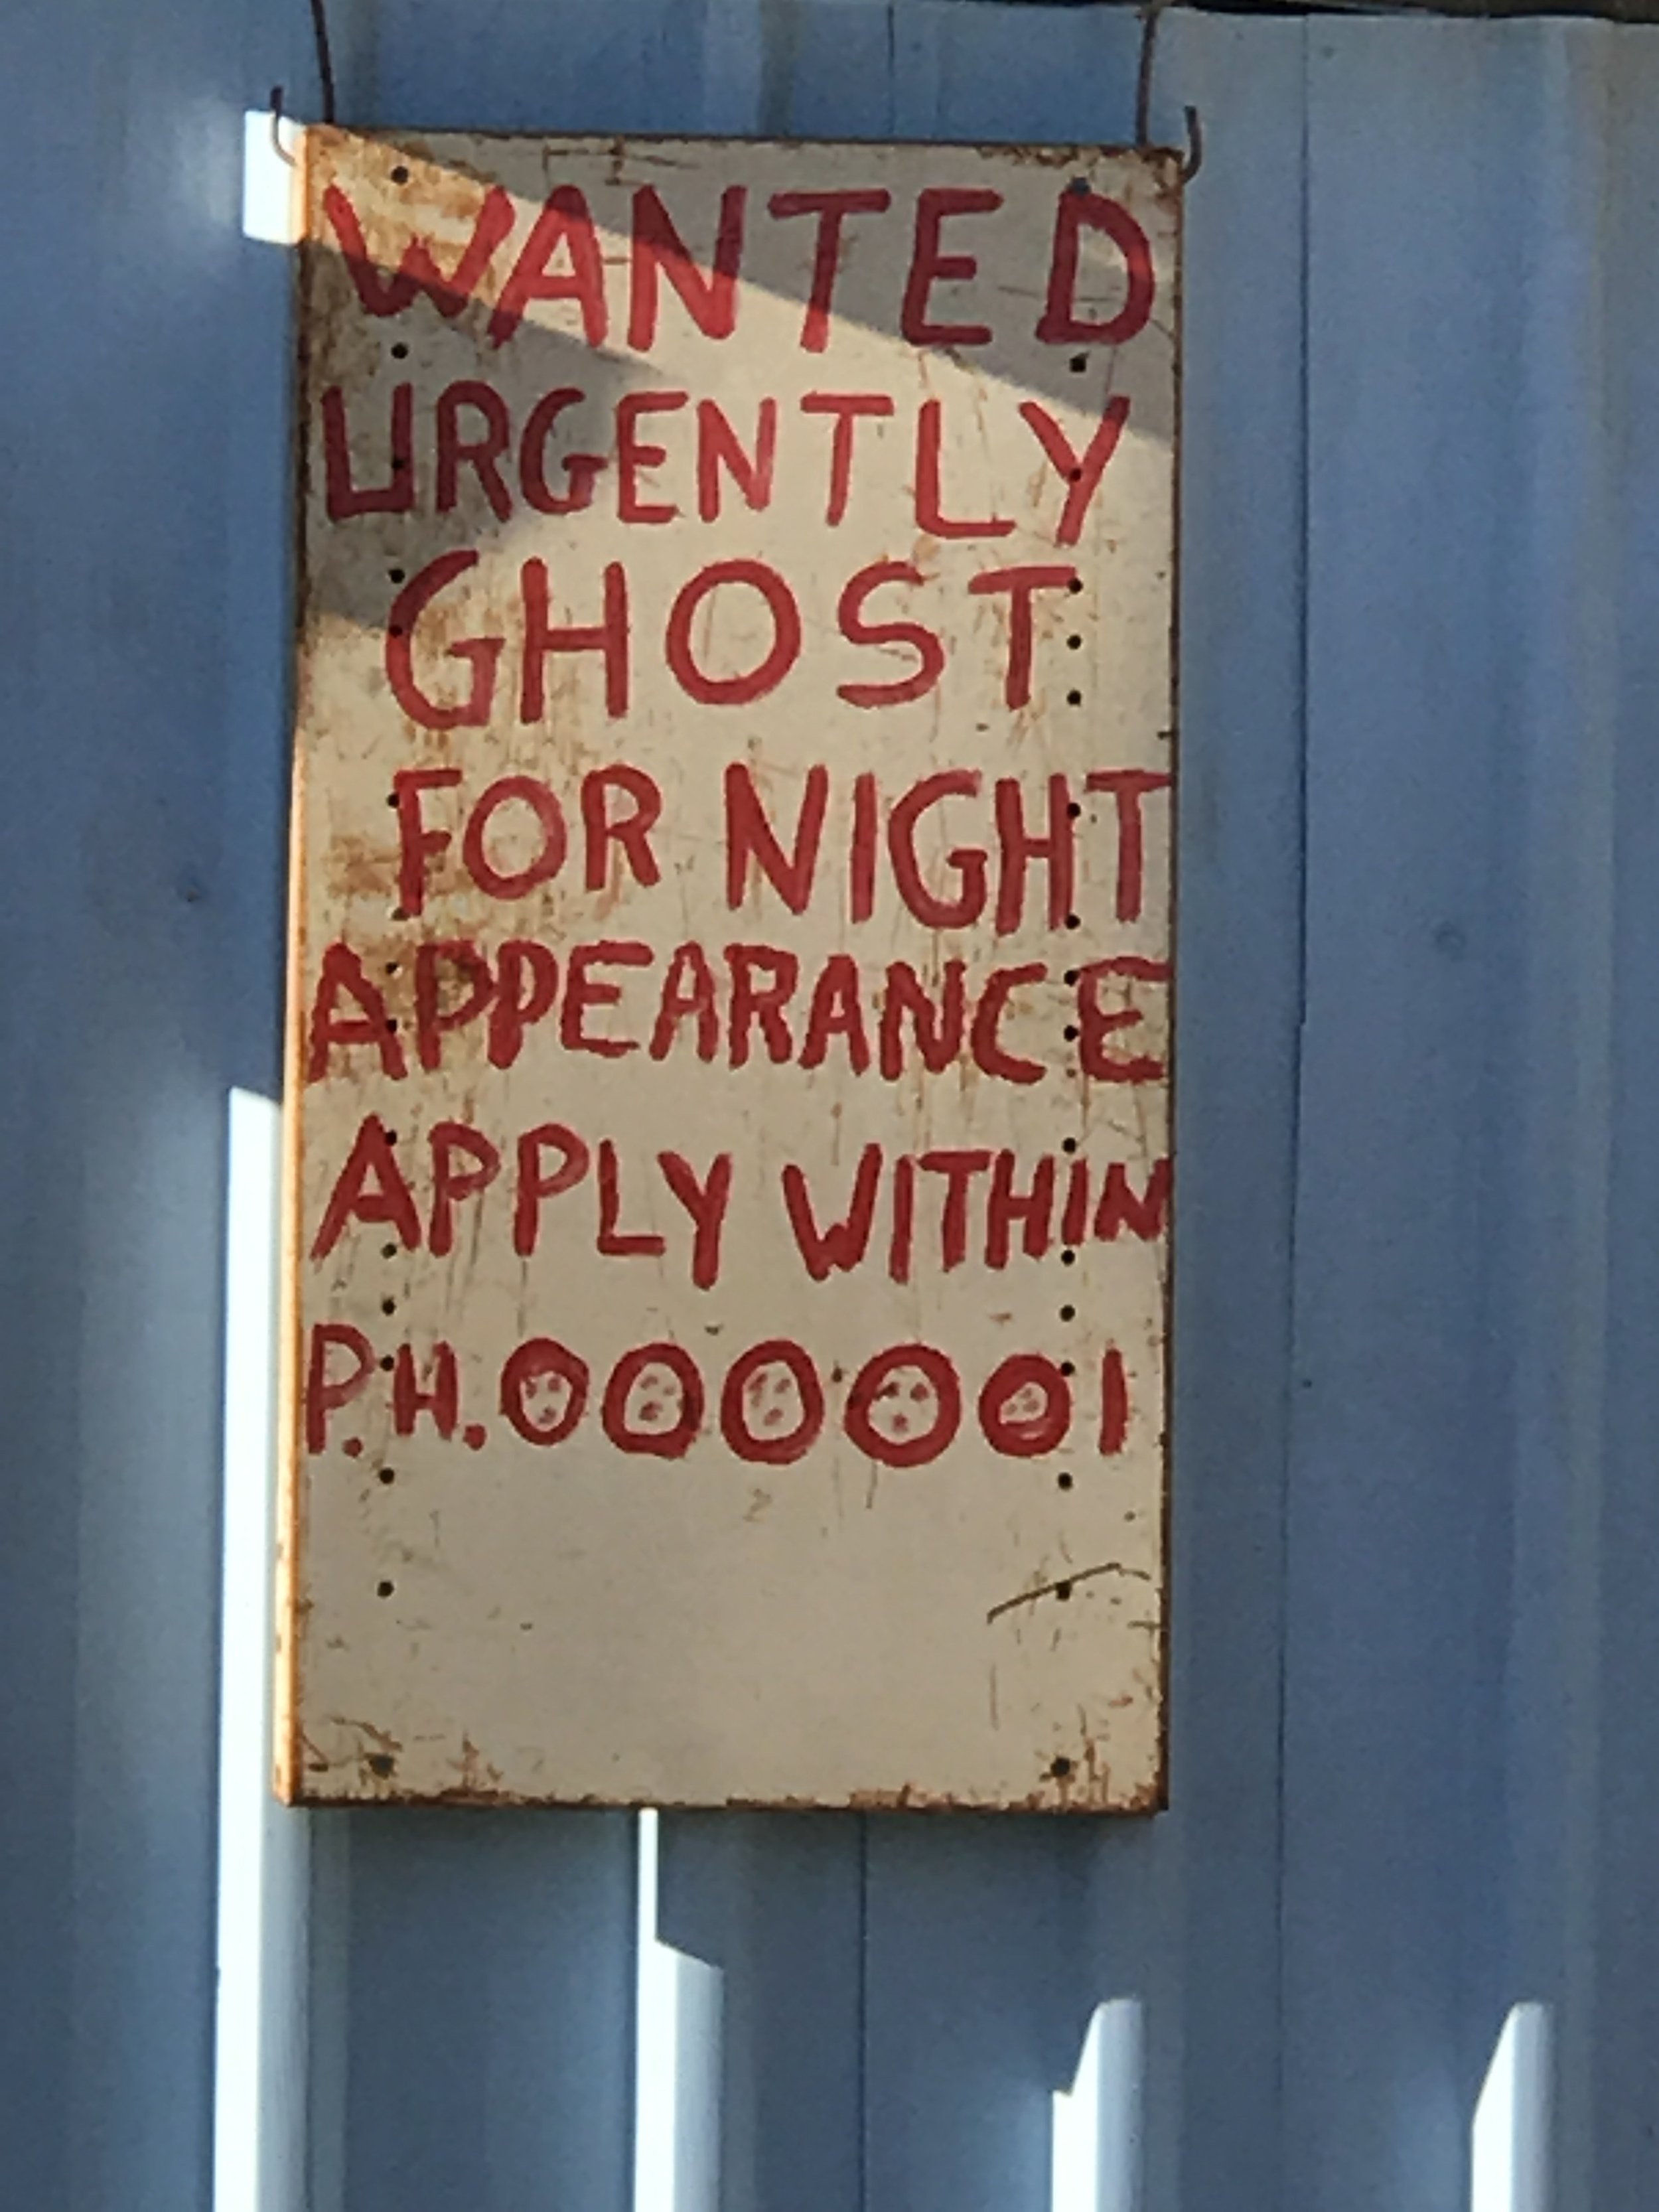 WANTED
URGENTLY
GHOST
FOR NIGHT
APPEARANCE
APPLY WITHIN
P.H.000001